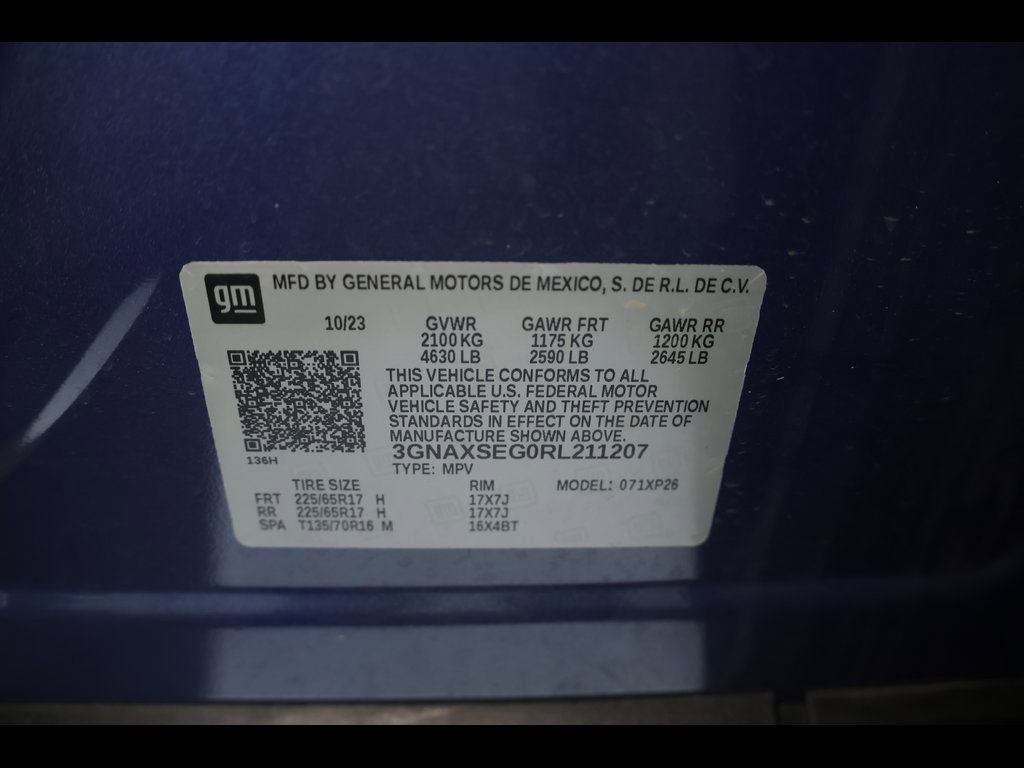 gm MFD BY GENERAL MOTORS DE MEXICO, S. DE R.L. DE C.V.
10/23 GVWR GAWR FRT GAWR RR
2100 KG 1175 KG 1200 KG
4630 LB 2590 LB 2645 LB
THIS VEHICLE CONFORMS TO ALL
APPLICABLE U.S. FEDERAL MOTOR
VEHICLE SAFETY AND THEFT PREVENTION
STANDARDS IN EFFECT ON THE DATE OF
MANUFACTURE SHOWN ABOVE.
3GNAXSEG0RL211207
136H
TYPE: MPV
TIRE SIZE RIM MODEL: 071XP26
FRT 225/65R17 H 17X7J
RR 225/65R17 H 17X7J
SPA T135/70R16 M 16X4BT